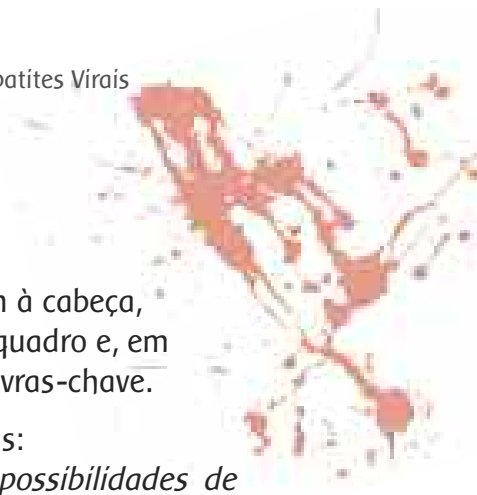 patites Virais
à cabeça,
quadro e, em
vras-chave.
s:
possibilidades de